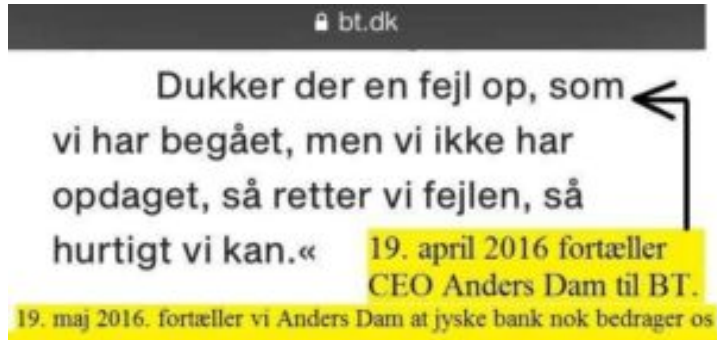 bt.dk
Dukker der en fejl op, som
vi har begået, men vi ikke har
opdaget, så retter vi fejlen, så
hurtigt vi kan.«
19. april 2016 fortæller
CEO Anders Dam til BT.
19. maj 2016. fortæller vi Anders Dam at jyske bank nok bedrager os